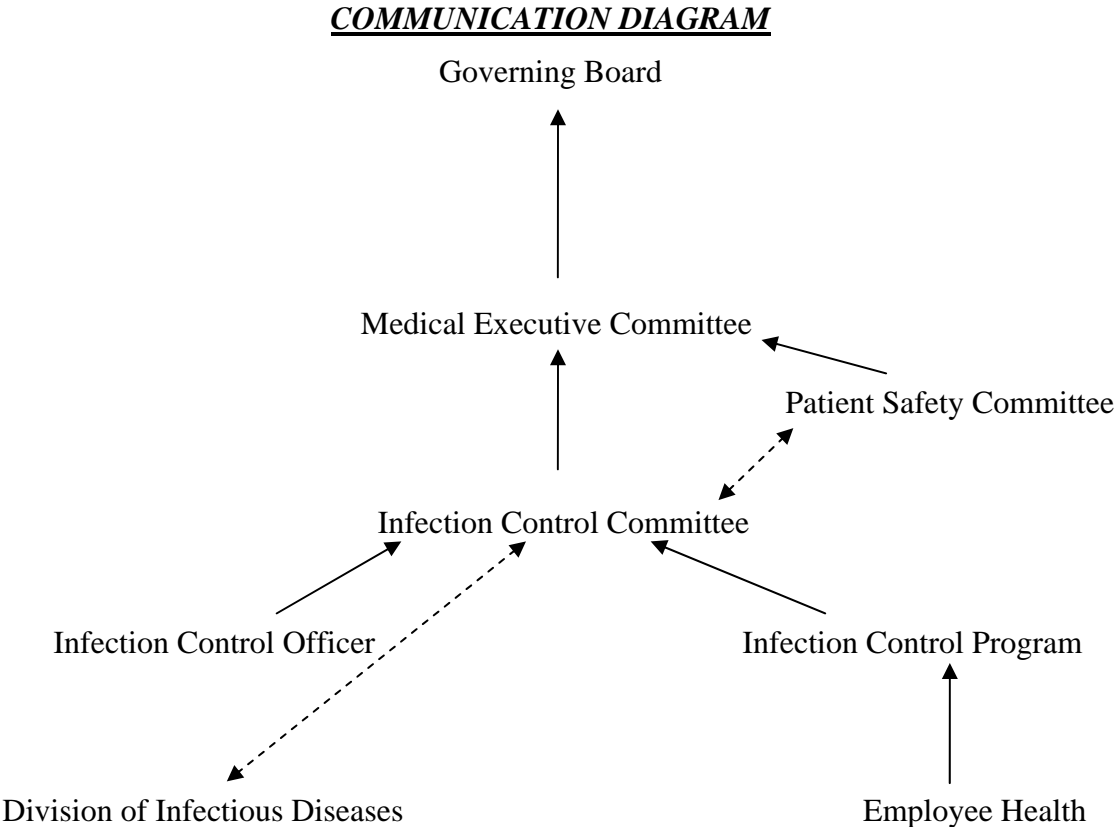 COMMUNICATION DIAGRAM
Governing Board
Medical Executive Committee
Patient Safety Committee
Infection Control Committee
Infection Control Officer
Infection Control Program
Division of Infectious Diseases
Employee Health